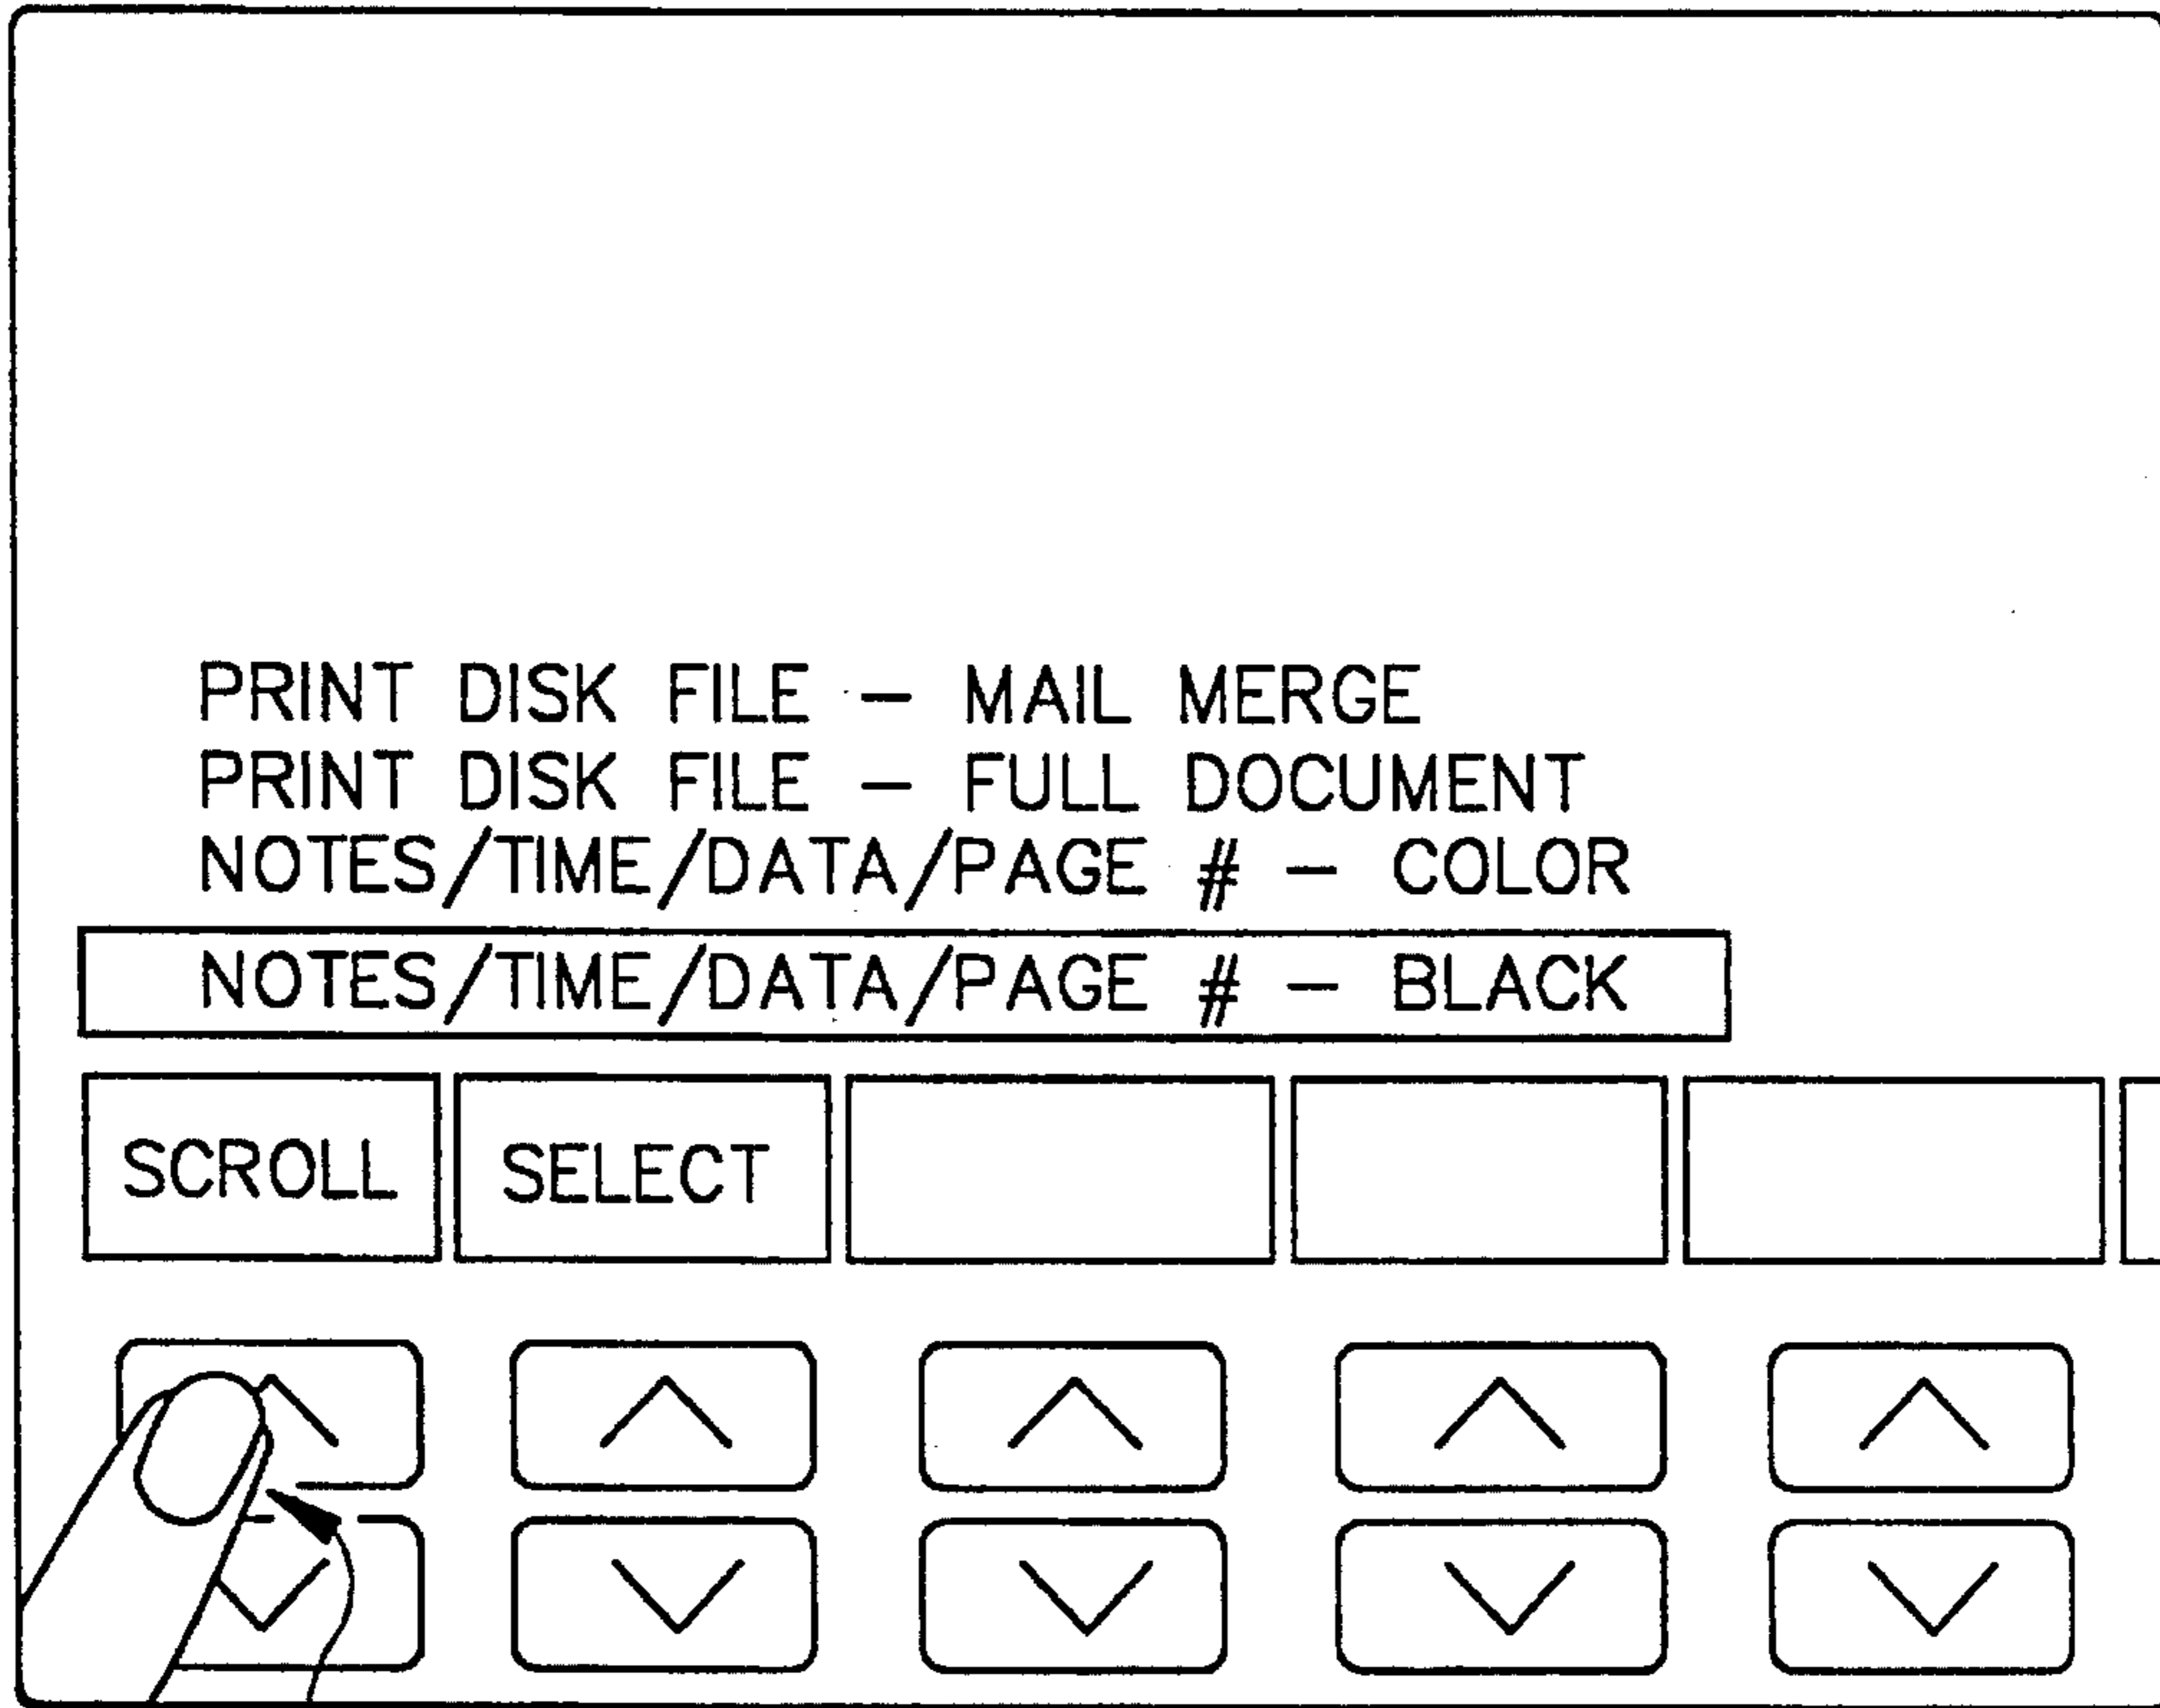 PRINT DISK FILE - MAIL MERGE
PRINT DISK FILE - FULL DOCUMENT
NOTES/TIME/DATA/PAGE # - COLOR
NOTES/TIME/DATA/PAGE # - BLACK
SCROLL SELECT